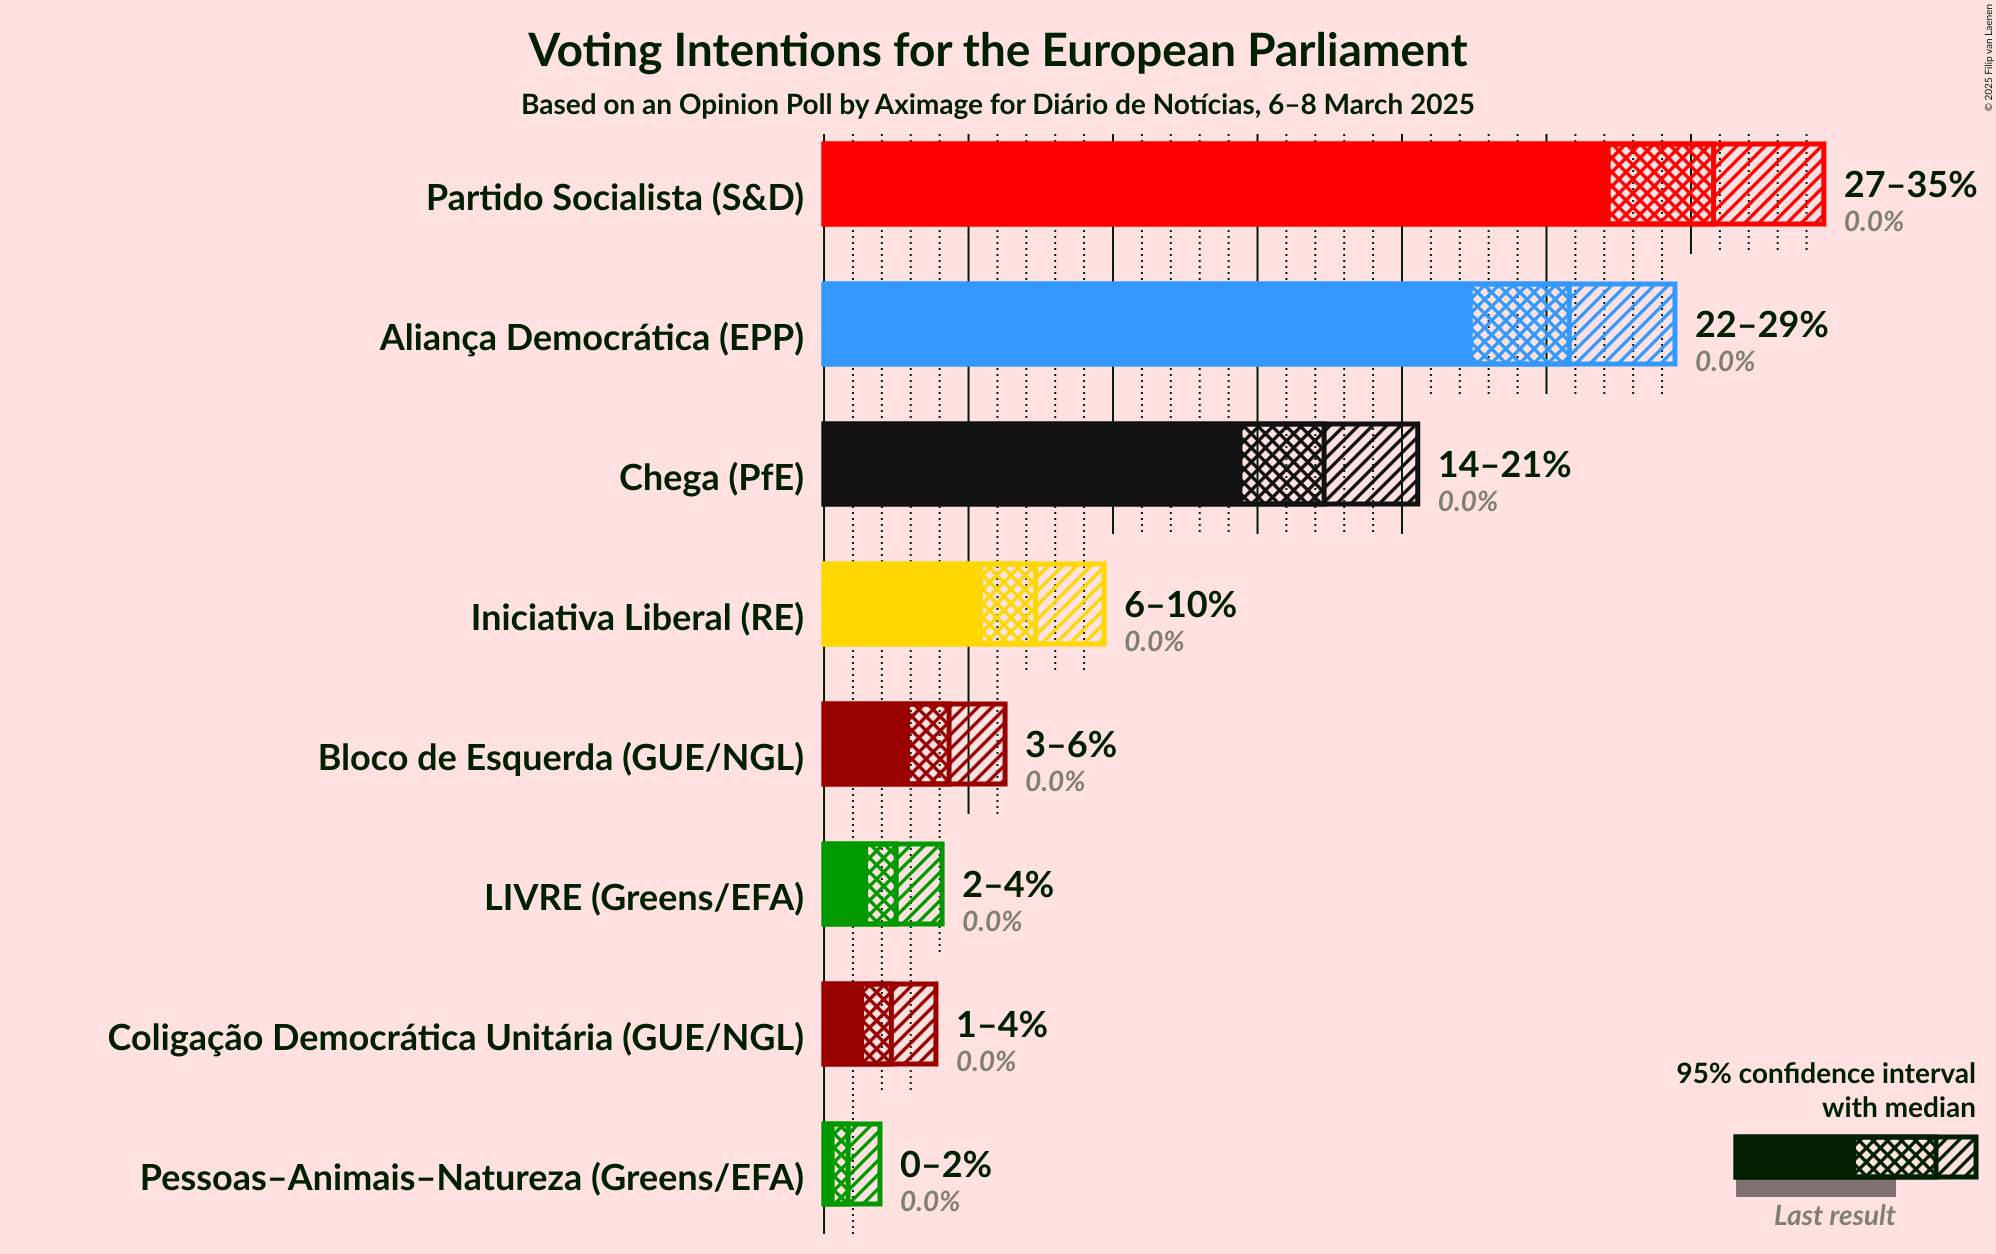 Voting Intentions for the European Parliament
Based on an Opinion Poll by Aximage for Diário de Notícias, 6–8 March 2025
© 2025 Filip van Laenen
Partido Socialista (S&D)
27–35%
0.0%
Aliança Democrática (EPP)
22–29%
0.0%
Chega (PfE)
14–21%
0.0%
Iniciativa Liberal (RE)
6–10%
0.0%
Bloco de Esquerda (GUE/NGL)
3–6%
0.0%
LIVRE (Greens/EFA)
2–4%
0.0%
Coligação Democrática Unitária (GUE/NGL)
1–4%
0.0%
Pessoas–Animais–Natureza (Greens/EFA)
0–2%
0.0%
95% confidence interval
with median
Last result